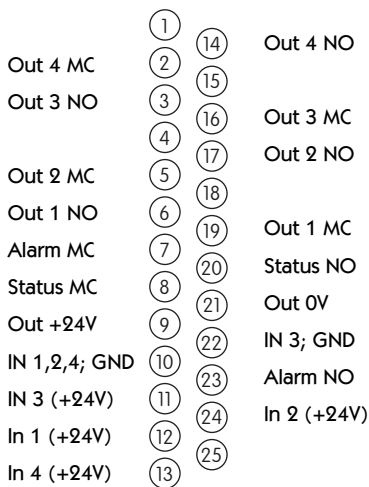 1
14 Out 4 NO
Out 4 MC 2
15
Out 3 NO 3
16 Out 3 MC
4
17 Out 2 NO
Out 2 MC 5
18
Out 1 NO 6
19 Out 1 MC
Alarm MC 7
20 Status NO
Status MC 8
21 Out 0V
Out +24V 9
22 IN 3; GND
IN 1,2,4; GND 10
23 Alarm NO
IN 3 (+24V) 11
24 In 2 (+24V)
In 1 (+24V) 12
25
In 4 (+24V) 13